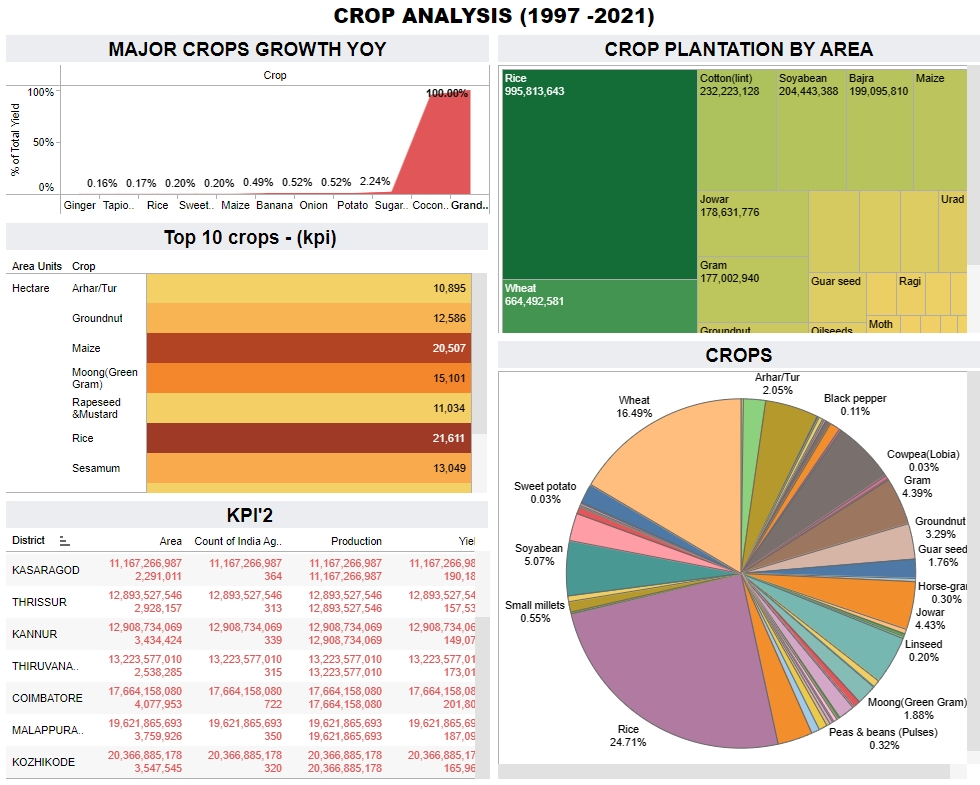 CROP ANALYSIS (1997 -2021)
MAJOR CROPS GROWTH YOY
Crop
% of Total Yield
100%
50%
0%
100.00%
0.16% 0.17% 0.20% 0.20% 0.49% 0.52% 0.52% 2.24%
Ginger Tapio.. Rice Sweet.. Maize Banana Onion Potato Sugar.. Cocon.. Grand..
Top 10 crops - (kpi)
Area Units Crop
Hectare Arhar/Tur 10,895
Groundnut 12,586
Maize 20,507
Moong(Green
Gram) 15,101
Rapeseed
&Mustard 11,034
Rice 21,611
Sesamum 13,049
KPI'2
District Area Count of India Ag.. Production Yiel
KASARAGOD 11,167,266,987 11,167,266,987 11,167,266,987 11,167,266,98
2,291,011 364 11,167,266,987 190,18
THRISSUR 12,893,527,546 12,893,527,546 12,893,527,546 12,893,527,54
2,928,157 313 12,893,527,546 157,53
KANNUR 12,908,734,069 12,908,734,069 12,908,734,069 12,908,734,06
3,434,424 339 12,908,734,069 149,07
THIRUVANA.. 13,223,577,010 13,223,577,010 13,223,577,010 13,223,577,01
2,538,285 315 13,223,577,010 173,01
COIMBATORE 17,664,158,080 17,664,158,080 17,664,158,080 17,664,158,08
4,077,953 722 17,664,158,080 201,80
MALAPPURA.. 19,621,865,693 19,621,865,693 19,621,865,693 19,621,865,69
3,759,926 350 19,621,865,693 187,09
KOZHIKODE 20,366,885,178 20,366,885,178 20,366,885,178 20,366,885,17
3,547,545 320 20,366,885,178 165,96
CROP PLANTATION BY AREA
Rice
995,813,643
Wheat
664,492,581
Cotton(lint)
232,223,128
Soyabean
204,443,388
Bajra
199,095,810
Maize
Jowar
178,631,776
Gram
177,002,940
Groundnut
Urad
Guar seed
Ragi
Oilseeds
Moth
CROPS
Arhar/Tur
2.05%
Black pepper
0.11%
Cowpea(Lobia)
0.03%
Gram
4.39%
Groundnut
3.29%
Guar seed
1.76%
Horse-gra
0.30%
Jowar
4.43%
Linseed
0.20%
Moong(Green Gram)
1.88%
Peas & beans (Pulses)
0.32%
Rice
24.71%
Small millets
0.55%
Soyabean
5.07%
Sweet potato
0.03%
Wheat
16.49%